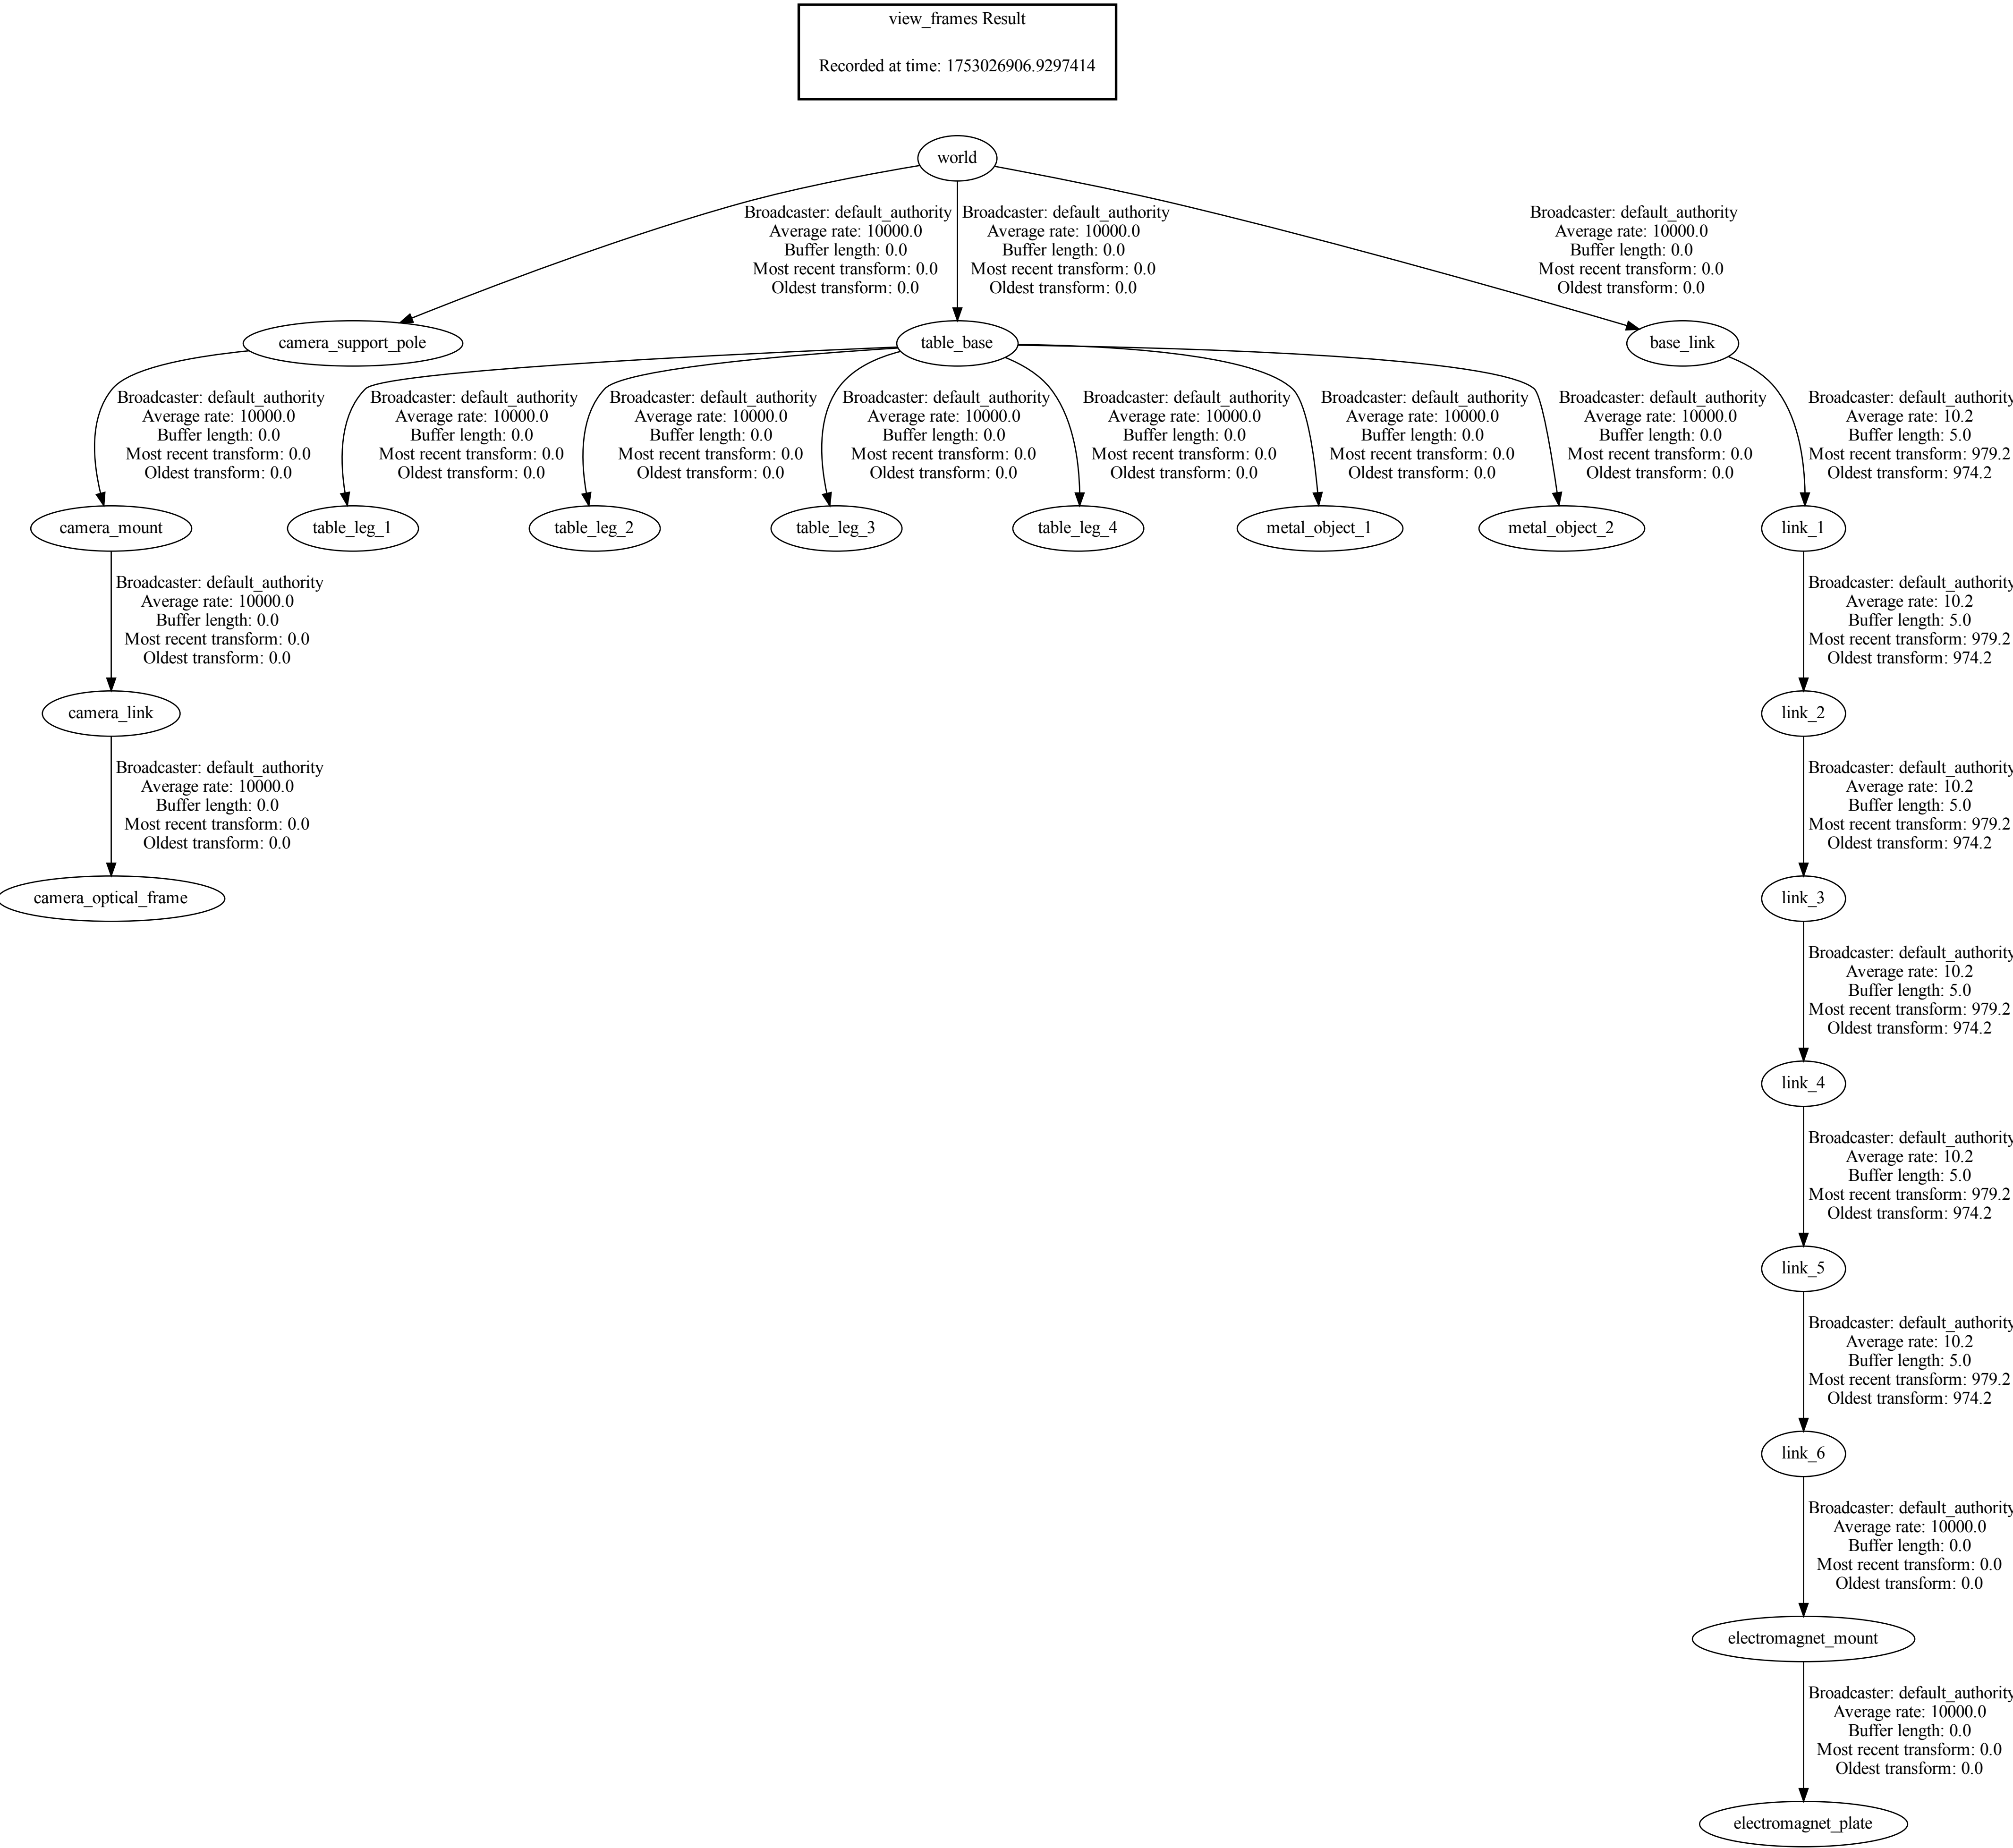 view_frames Result
Recorded at time: 1753026906.9297414
world
Broadcaster: default_authority
Average rate: 10000.0
Buffer length: 0.0
Most recent transform: 0.0
Oldest transform: 0.0
Broadcaster: default_authority
Average rate: 10000.0
Buffer length: 0.0
Most recent transform: 0.0
Oldest transform: 0.0
Broadcaster: default_authority
Average rate: 10000.0
Buffer length: 0.0
Most recent transform: 0.0
Oldest transform: 0.0
camera_support_pole
table_base
base_link
Broadcaster: default_authority
Average rate: 10000.0
Buffer length: 0.0
Most recent transform: 0.0
Oldest transform: 0.0
Broadcaster: default_authority
Average rate: 10000.0
Buffer length: 0.0
Most recent transform: 0.0
Oldest transform: 0.0
Broadcaster: default_authority
Average rate: 10000.0
Buffer length: 0.0
Most recent transform: 0.0
Oldest transform: 0.0
Broadcaster: default_authority
Average rate: 10000.0
Buffer length: 0.0
Most recent transform: 0.0
Oldest transform: 0.0
Broadcaster: default_authority
Average rate: 10000.0
Buffer length: 0.0
Most recent transform: 0.0
Oldest transform: 0.0
Broadcaster: default_authority
Average rate: 10000.0
Buffer length: 0.0
Most recent transform: 0.0
Oldest transform: 0.0
Broadcaster: default_authority
Average rate: 10000.0
Buffer length: 0.0
Most recent transform: 0.0
Oldest transform: 0.0
Broadcaster: default_authority
Average rate: 10.2
Buffer length: 5.0
Most recent transform: 979.2
Oldest transform: 974.2
camera_mount
table_leg_1
table_leg_2
table_leg_3
table_leg_4
metal_object_1
metal_object_2
link_1
Broadcaster: default_authority
Average rate: 10000.0
Buffer length: 0.0
Most recent transform: 0.0
Oldest transform: 0.0
Broadcaster: default_authority
Average rate: 10.2
Buffer length: 5.0
Most recent transform: 979.2
Oldest transform: 974.2
camera_link
link_2
Broadcaster: default_authority
Average rate: 10000.0
Buffer length: 0.0
Most recent transform: 0.0
Oldest transform: 0.0
Broadcaster: default_authority
Average rate: 10.2
Buffer length: 5.0
Most recent transform: 979.2
Oldest transform: 974.2
camera_optical_frame
link_3
Broadcaster: default_authority
Average rate: 10.2
Buffer length: 5.0
Most recent transform: 979.2
Oldest transform: 974.2
link_4
Broadcaster: default_authority
Average rate: 10.2
Buffer length: 5.0
Most recent transform: 979.2
Oldest transform: 974.2
link_5
Broadcaster: default_authority
Average rate: 10.2
Buffer length: 5.0
Most recent transform: 979.2
Oldest transform: 974.2
link_6
Broadcaster: default_authority
Average rate: 10000.0
Buffer length: 0.0
Most recent transform: 0.0
Oldest transform: 0.0
electromagnet_mount
Broadcaster: default_authority
Average rate: 10000.0
Buffer length: 0.0
Most recent transform: 0.0
Oldest transform: 0.0
electromagnet_plate